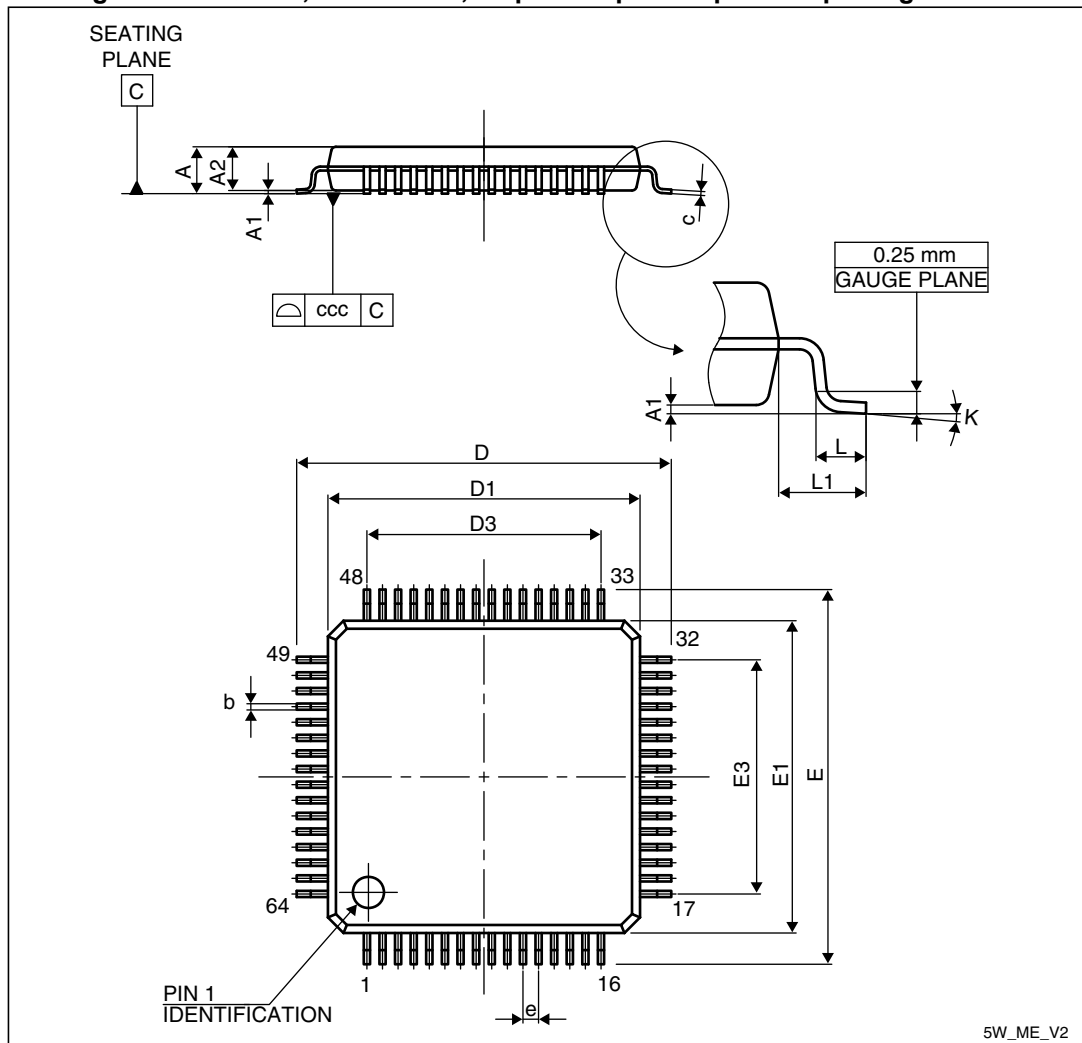 SEATING
PLANE
C
A
A2
A1
c
ccc C
0.25 mm
GAUGE PLANE
A1
K
L
L1
D
D1
D3
48
33
49
32
b
E3
E1
E
64
17
PIN 1
IDENTIFICATION
1
16
e
5W_ME_V2